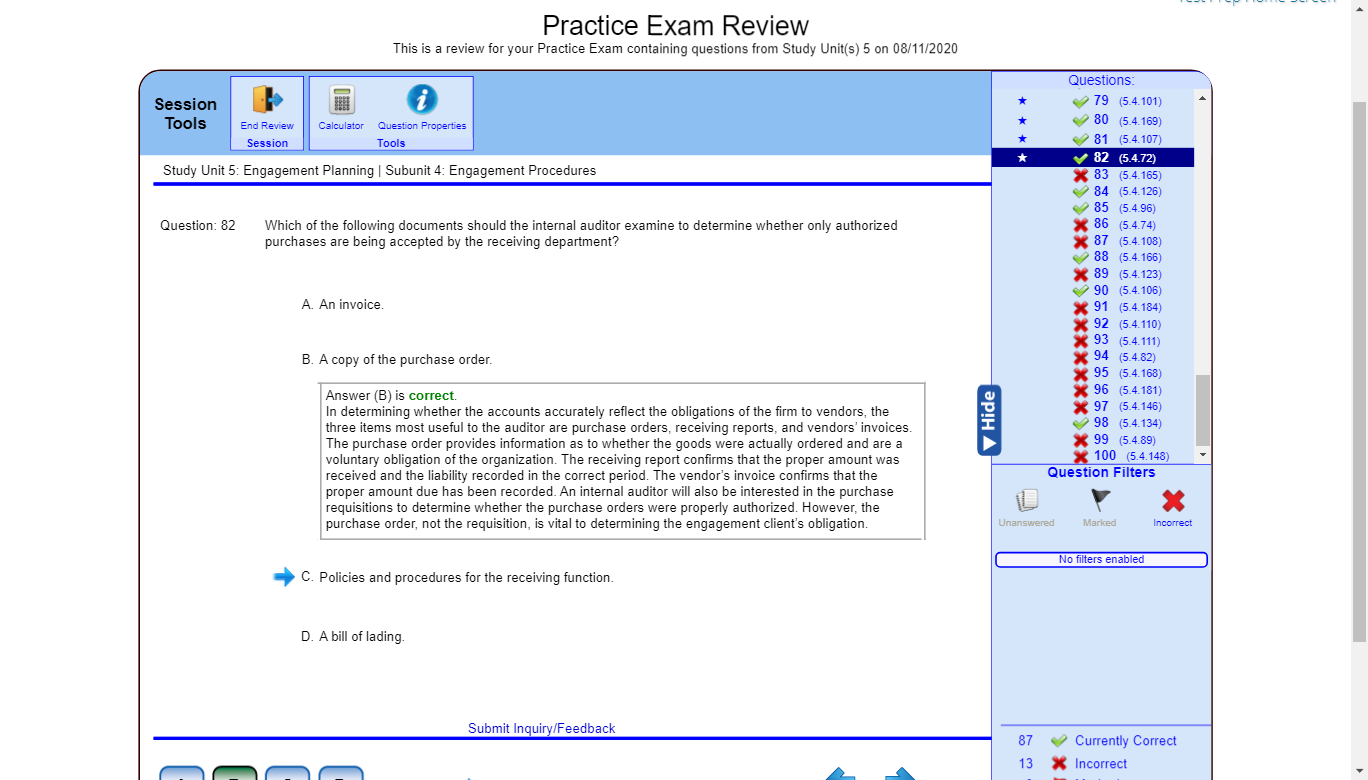 Test Prep Home Screen
Practice Exam Review
This is a review for your Practice Exam containing questions from Study Unit(s) 5 on 08/11/2020
Session
Tools
End Review
Session
Calculator
Question Properties
Tools
Study Unit 5: Engagement Planning | Subunit 4: Engagement Procedures
Question: 82
Which of the following documents should the internal auditor examine to determine whether only authorized
purchases are being accepted by the receiving department?
A. An invoice.
B. A copy of the purchase order.
Answer (B) is correct.
In determining whether the accounts accurately reflect the obligations of the firm to vendors, the
three items most useful to the auditor are purchase orders, receiving reports, and vendors' invoices.
The purchase order provides information as to whether the goods were actually ordered and are a
voluntary obligation of the organization. The receiving report confirms that the proper amount was
received and the liability recorded in the correct period. The vendor's invoice confirms that the
proper amount due has been recorded. An internal auditor will also be interested in the purchase
requisitions to determine whether the purchase orders were properly authorized. However, the
purchase order, not the requisition, is vital to determining the engagement client's obligation.
C. Policies and procedures for the receiving function.
D. A bill of lading.
Submit Inquiry/Feedback
Hide
Questions:
79 (5.4.101)
80 (5.4.169)
81 (5.4.107)
82 (5.4.72)
83 (5.4.165)
84 (5.4.126)
85 (5.4.96)
86 (5.4.74)
87 (5.4.108)
88 (5.4.166)
89 (5.4.123)
90 (5.4.106)
91 (5.4.184)
92 (5.4.110)
93 (5.4.111)
94 (5.4.82)
95 (5.4.168)
96 (5.4.181)
97 (5.4.146)
98 (5.4.134)
99 (5.4.89)
100 (5.4.148)
Question Filters
Unanswered
Marked
Incorrect
No filters enabled
87 Currently Correct
13 Incorrect